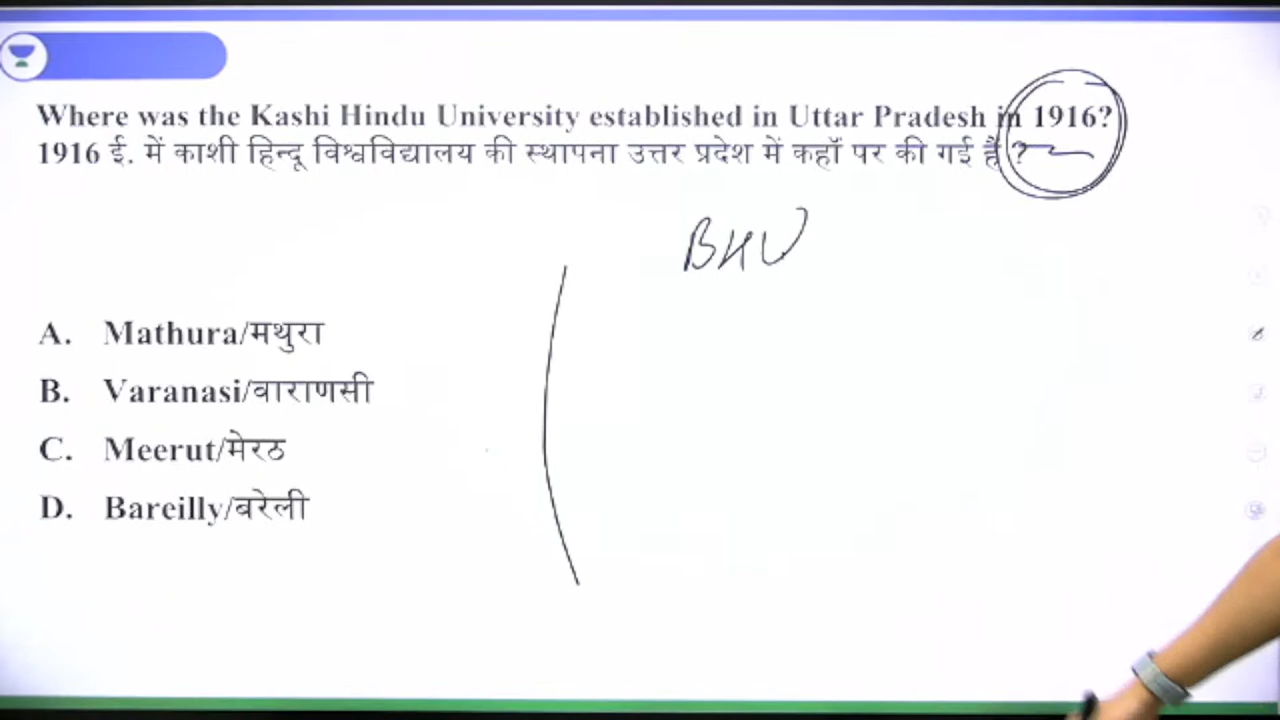 Where was the Kashi Hindu University established in Uttar Pradesh in 1916?
1916 ई. में काशी हिन्दू विश्वविद्यालय की स्थापना उत्तर प्रदेश में कहाँ पर की गई है ?
BHU
A. Mathura/मथुरा
B. Varanasi/वाराणसी
C. Meerut/मेरठ
D. Bareilly/बरेली